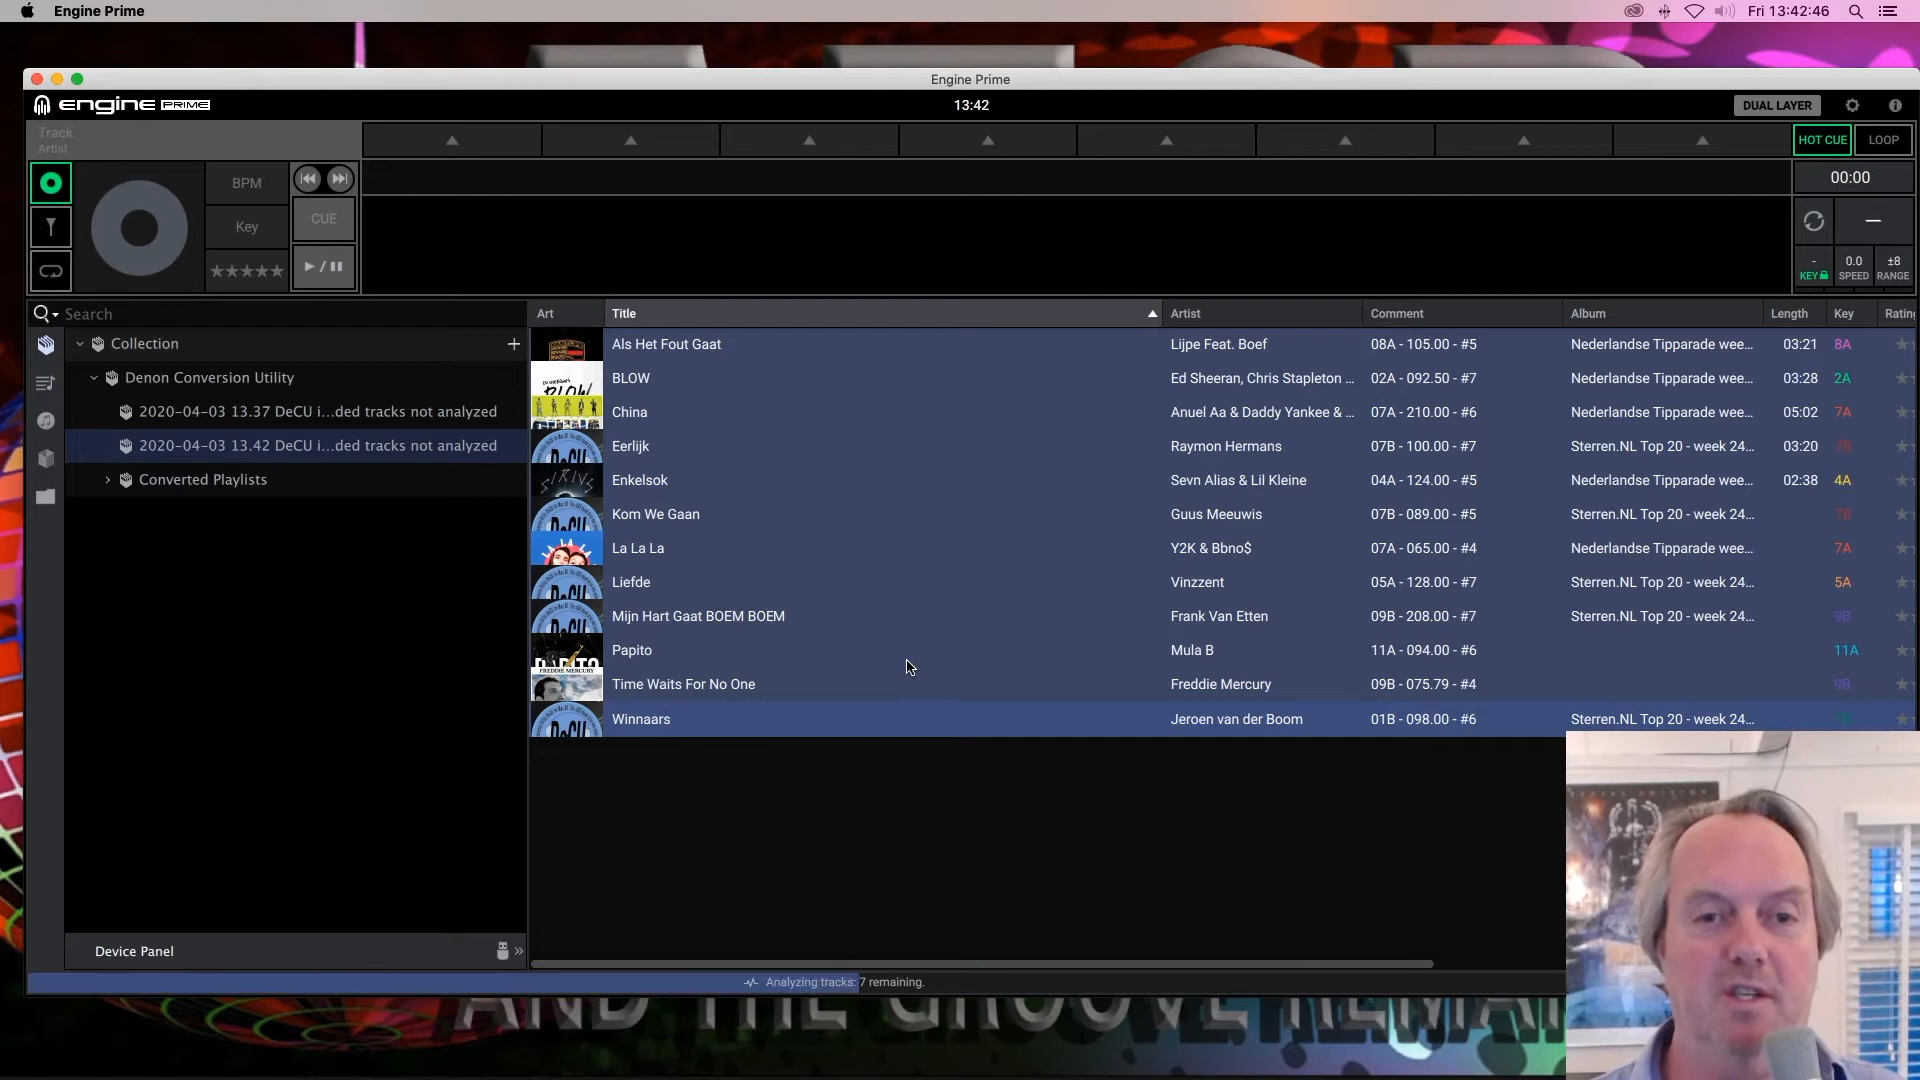 Engine Prime
Fri 13:42:46
Engine Prime
engine PRIME
13:42
DUAL LAYER
Track
Artist
HOT CUE
LOOP
BPM
Key
CUE
00:00
- KEY
0.0 SPEED
±8 RANGE
Search
Art Title Artist Comment Album Length Key
Collection
Denon Conversion Utility
2020-04-03 13.37 DeCU i...ded tracks not analyzed
2020-04-03 13.42 DeCU i...ded tracks not analyzed
Converted Playlists
Als Het Fout Gaat Lijpe Feat. Boef 08A - 105.00 - #5 Nederlandse Tipparade wee... 03:21 8A
BLOW Ed Sheeran, Chris Stapleton ... 02A - 092.50 - #7 Nederlandse Tipparade wee... 03:28 2A
China Anuel Aa & Daddy Yankee & ... 07A - 210.00 - #6 Nederlandse Tipparade wee... 05:02 7A
Eerlijk Raymon Hermans 07B - 100.00 - #7 Sterren.NL Top 20 - week 24... 03:20 7B
Enkelsok Sevn Alias & Lil Kleine 04A - 124.00 - #5 Nederlandse Tipparade wee... 02:38 4A
Kom We Gaan Guus Meeuwis 07B - 089.00 - #5 Sterren.NL Top 20 - week 24... 7B
La La La Y2K & Bbno$ 07A - 065.00 - #4 Nederlandse Tipparade wee... 7A
Liefde Vinzzent 05A - 128.00 - #7 Sterren.NL Top 20 - week 24... 5A
Mijn Hart Gaat BOEM BOEM Frank Van Etten 09B - 208.00 - #7 Sterren.NL Top 20 - week 24... 9B
Papito Mula B 11A - 094.00 - #6 11A
Time Waits For No One Freddie Mercury 09B - 075.79 - #4 9B
Winnaars Jeroen van der Boom 01B - 098.00 - #6 Sterren.NL Top 20 - week 24...
BLOW
SIRIUS
PAPITO
FREDDIE MERCURY
Device Panel
Analyzing tracks: 7 remaining.
AND THE GROOVE